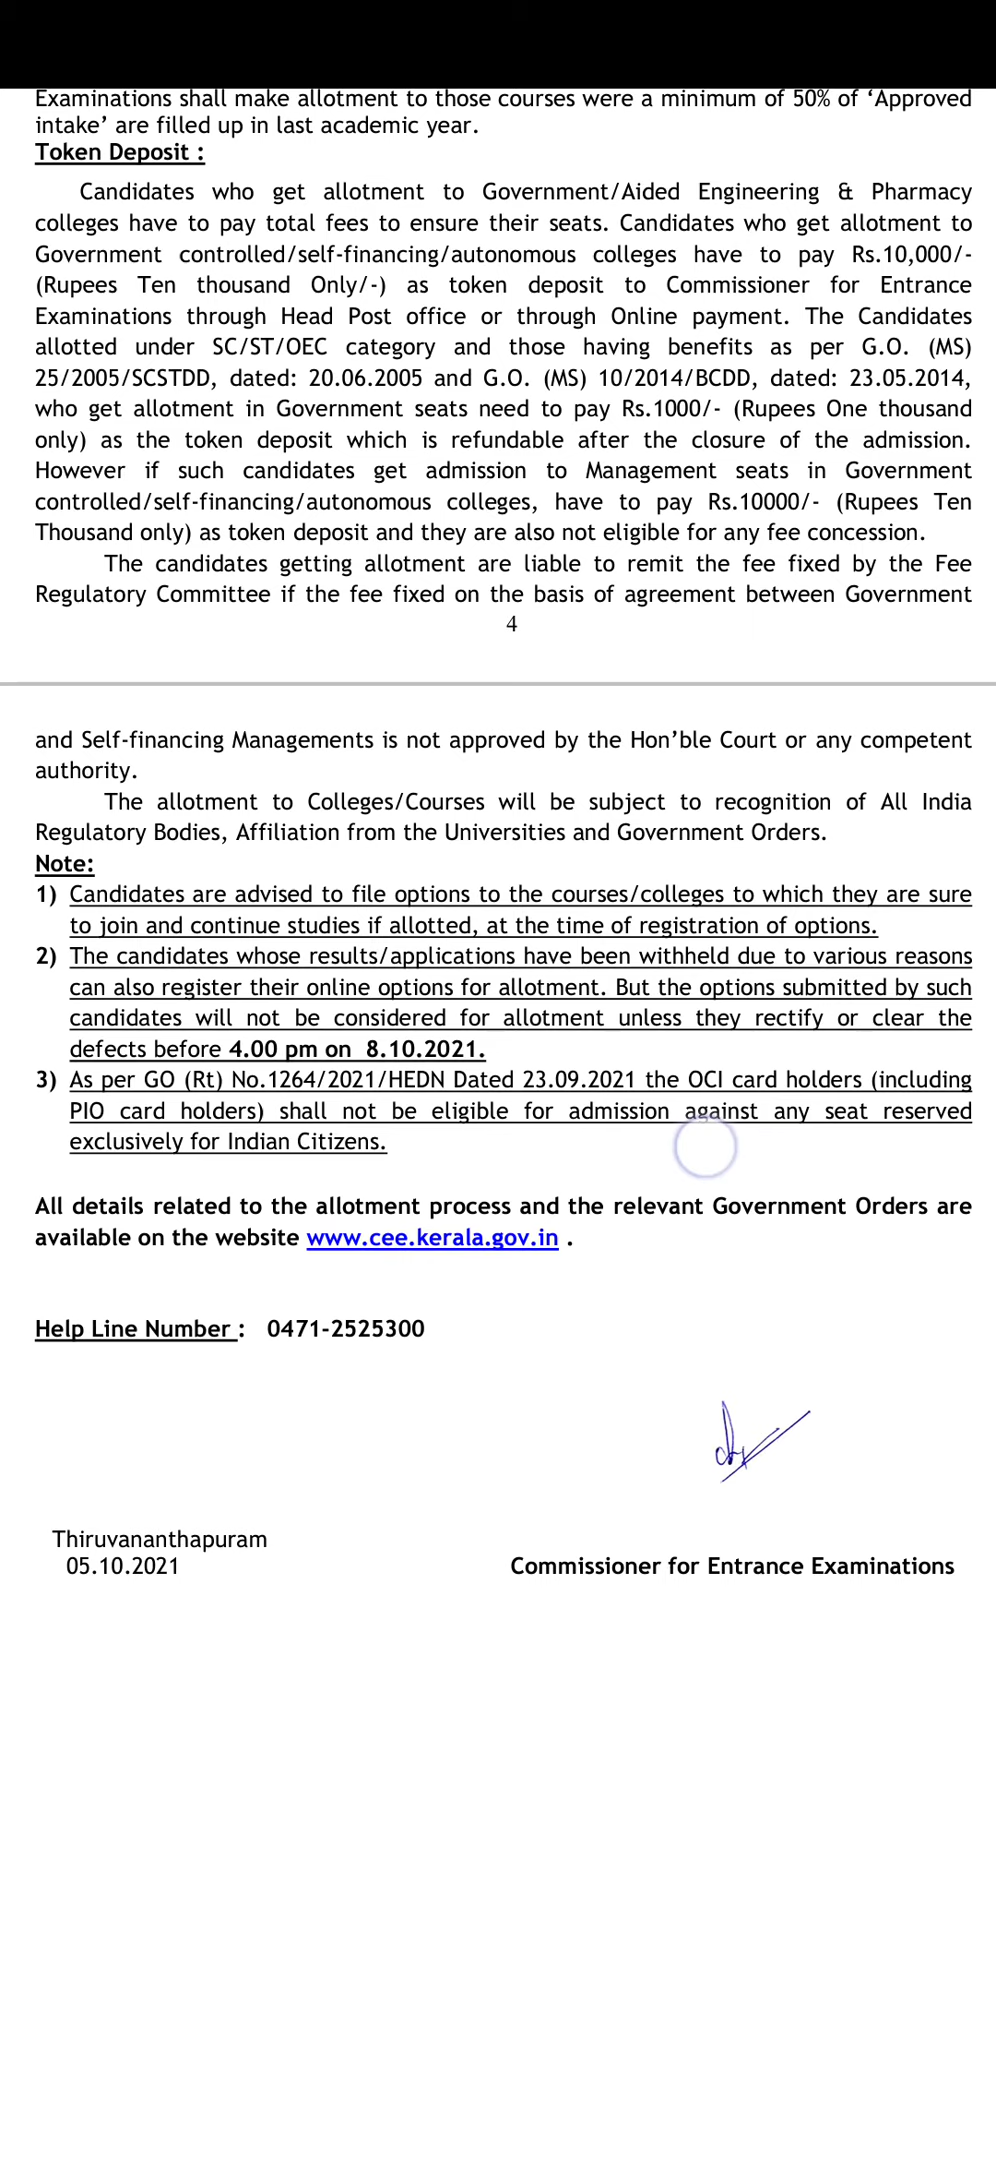 Examinations shall make allotment to those courses were a minimum of 50% of ‘Approved
intake’ are filled up in last academic year.
Token Deposit :
Candidates who get allotment to Government/Aided Engineering & Pharmacy
colleges have to pay total fees to ensure their seats. Candidates who get allotment to
Government controlled/self-financing/autonomous colleges have to pay Rs.10,000/-
(Rupees Ten thousand Only/-) as token deposit to Commissioner for Entrance
Examinations through Head Post office or through Online payment. The Candidates
allotted under SC/ST/OEC category and those having benefits as per G.O. (MS)
25/2005/SCSTDD, dated: 20.06.2005 and G.O. (MS) 10/2014/BCDD, dated: 23.05.2014,
who get allotment in Government seats need to pay Rs.1000/- (Rupees One thousand
only) as the token deposit which is refundable after the closure of the admission.
However if such candidates get admission to Management seats in Government
controlled/self-financing/autonomous colleges, have to pay Rs.10000/- (Rupees Ten
Thousand only) as token deposit and they are also not eligible for any fee concession.
The candidates getting allotment are liable to remit the fee fixed by the Fee
Regulatory Committee if the fee fixed on the basis of agreement between Government
4
and Self-financing Managements is not approved by the Hon’ble Court or any competent
authority.
The allotment to Colleges/Courses will be subject to recognition of All India
Regulatory Bodies, Affiliation from the Universities and Government Orders.
Note:
1) Candidates are advised to file options to the courses/colleges to which they are sure
to join and continue studies if allotted, at the time of registration of options.
2) The candidates whose results/applications have been withheld due to various reasons
can also register their online options for allotment. But the options submitted by such
candidates will not be considered for allotment unless they rectify or clear the
defects before 4.00 pm on 8.10.2021.
3) As per GO (Rt) No.1264/2021/HEDN Dated 23.09.2021 the OCI card holders (including
PIO card holders) shall not be eligible for admission against any seat reserved
exclusively for Indian Citizens.
All details related to the allotment process and the relevant Government Orders are
available on the website www.cee.kerala.gov.in .
Help Line Number : 0471-2525300
Thiruvananthapuram
05.10.2021
Commissioner for Entrance Examinations